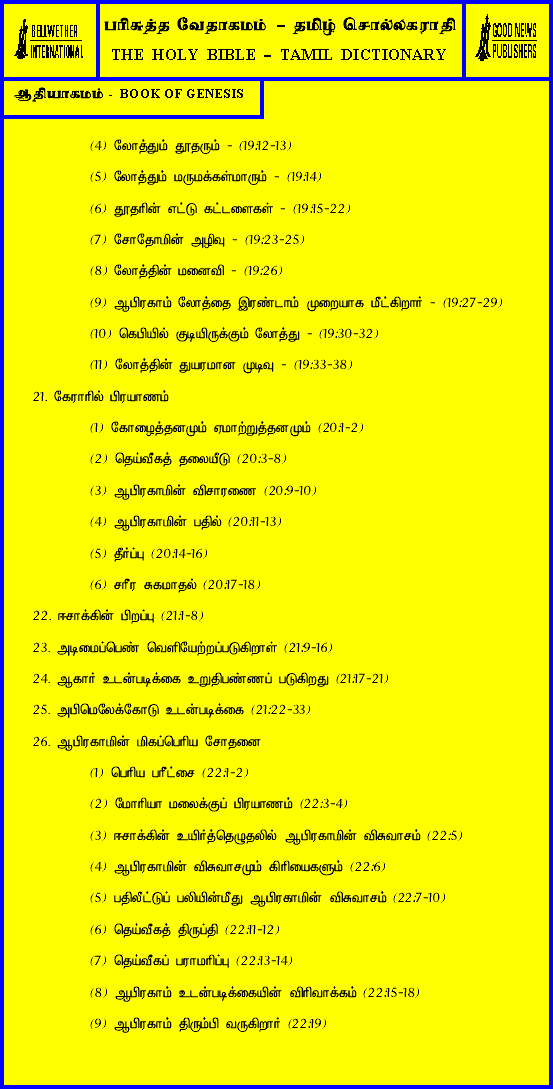 BELLWETHER
INTERNATIONAL
பரிசுத்த வேதாகமம் - தமிழ் சொல்லகராதி
THE HOLY BIBLE - TAMIL DICTIONARY
GOOD NEWS
PUBLISHERS
ஆதியாகமம் - BOOK OF GENESIS
(4) லோத்தும் தூதரும் - (19:12-13)
(5) லோத்தும் மருமக்கள்மாரும் - (19:14)
(6) தூதரின் எட்டு கட்டளைகள் - (19:15-22)
(7) சோதோமின் அழிவு - (19:23-25)
(8) லோத்தின் மனைவி - (19:26)
(9) ஆபிரகாம் லோத்தை இரண்டாம் முறையாக மீட்கிறார் - (19:27-29)
(10) கெபியில் குடியிருக்கும் லோத்து - (19:30-32)
(11) லோத்தின் துயரமான முடிவு - (19:33-38)
21. கேராரில் பிரயாணம்
(1) கோழைத்தனமும் ஏமாற்றுத்தனமும் (20:1-2)
(2) தெய்வீகத் தலையீடு (20:3-8)
(3) ஆபிரகாமின் விசாரணை (20:9-10)
(4) ஆபிரகாமின் பதில் (20:11-13)
(5) தீர்ப்பு (20:14-16)
(6) சரீர சுகமாதல் (20:17-18)
22. ஈசாக்கின் பிறப்பு (21:1-8)
23. அடிமைப்பெண் வெளியேற்றப்படுகிறாள் (21:9-16)
24. ஆகார் உடன்படிக்கை உறுதிபண்ணப் படுகிறது (21:17-21)
25. அபிமெலேக்கோடு உடன்படிக்கை (21:22-33)
26. ஆபிரகாமின் மிகப்பெரிய சோதனை
(1) பெரிய பரீட்சை (22:1-2)
(2) மோரியா மலைக்குப் பிரயாணம் (22:3-4)
(3) ஈசாக்கின் உயிர்த்தெழுதலில் ஆபிரகாமின் விசுவாசம் (22:5)
(4) ஆபிரகாமின் விசுவாசமும் கிரியைகளும் (22:6)
(5) பதிலீட்டுப் பலியின்மீது ஆபிரகாமின் விசுவாசம் (22:7-10)
(6) தெய்வீகத் திருப்தி (22:11-12)
(7) தெய்வீகப் பராமரிப்பு (22:13-14)
(8) ஆபிரகாம் உடன்படிக்கையின் விரிவாக்கம் (22:15-18)
(9) ஆபிரகாம் திரும்பி வருகிறார் (22:19)